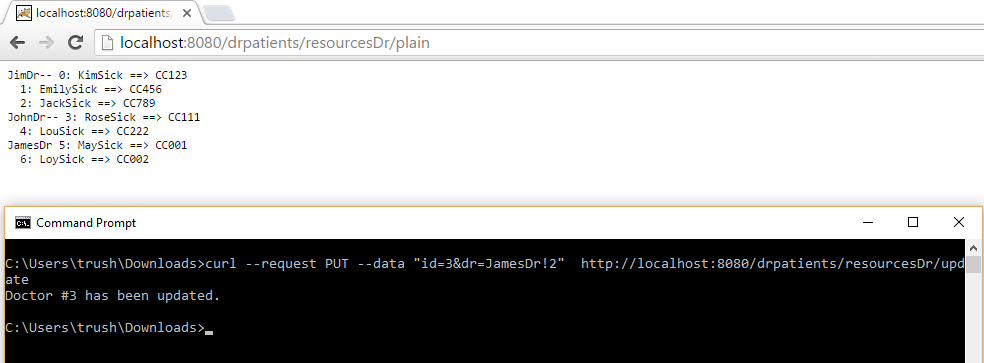 localhost:8080/drpatients/
localhost:8080/drpatients/resourcesDr/plain
JimDr-- 0: KimSick ==> CC123
  1: EmilySick ==> CC456
  2: JackSick ==> CC789
JohnDr-- 3: RoseSick ==> CC111
  4: LouSick ==> CC222
JamesDr 5: MaySick ==> CC001
  6: LoySick ==> CC002
Command Prompt
C:\Users\trush\Downloads>curl --request PUT --data "id=3&dr=JamesDr!2"  http://localhost:8080/drpatients/resourcesDr/upd
ate
Doctor #3 has been updated.
C:\Users\trush\Downloads>